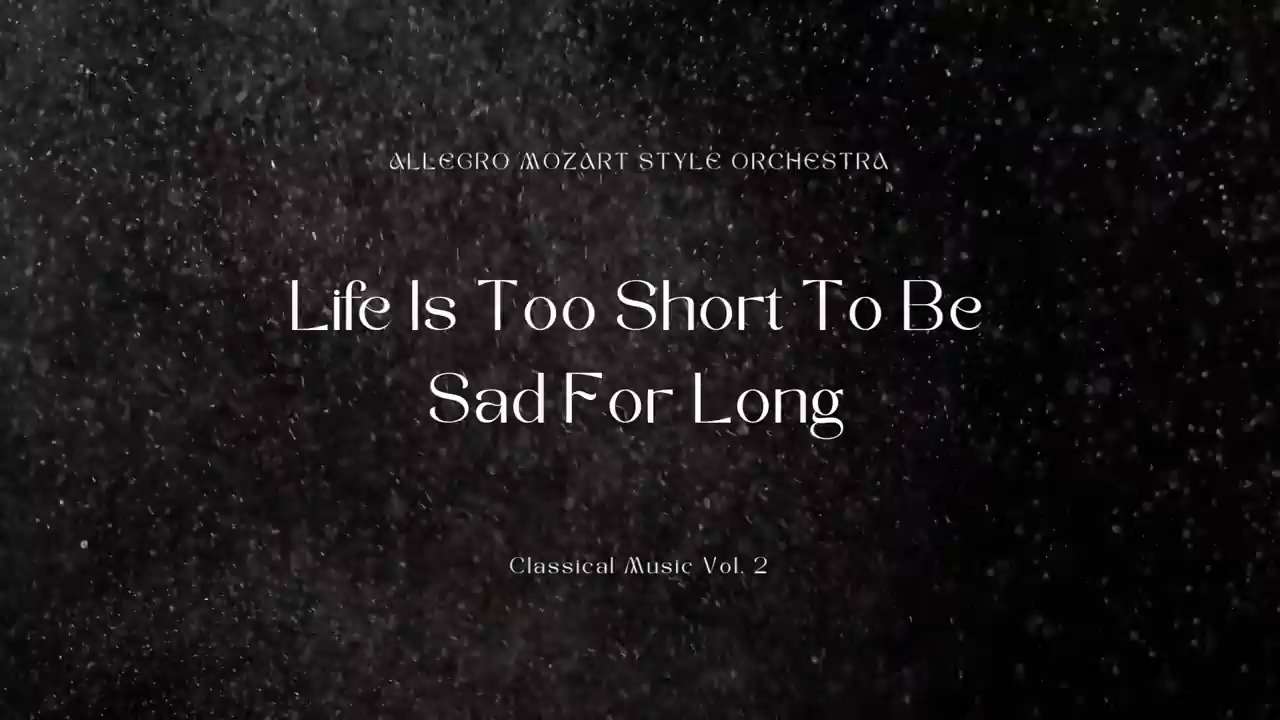 ALLEGRO MOZART STYLE ORCHESTRA
Life Is Too Short To Be
Sad For Long
Classical Music Vol. 2